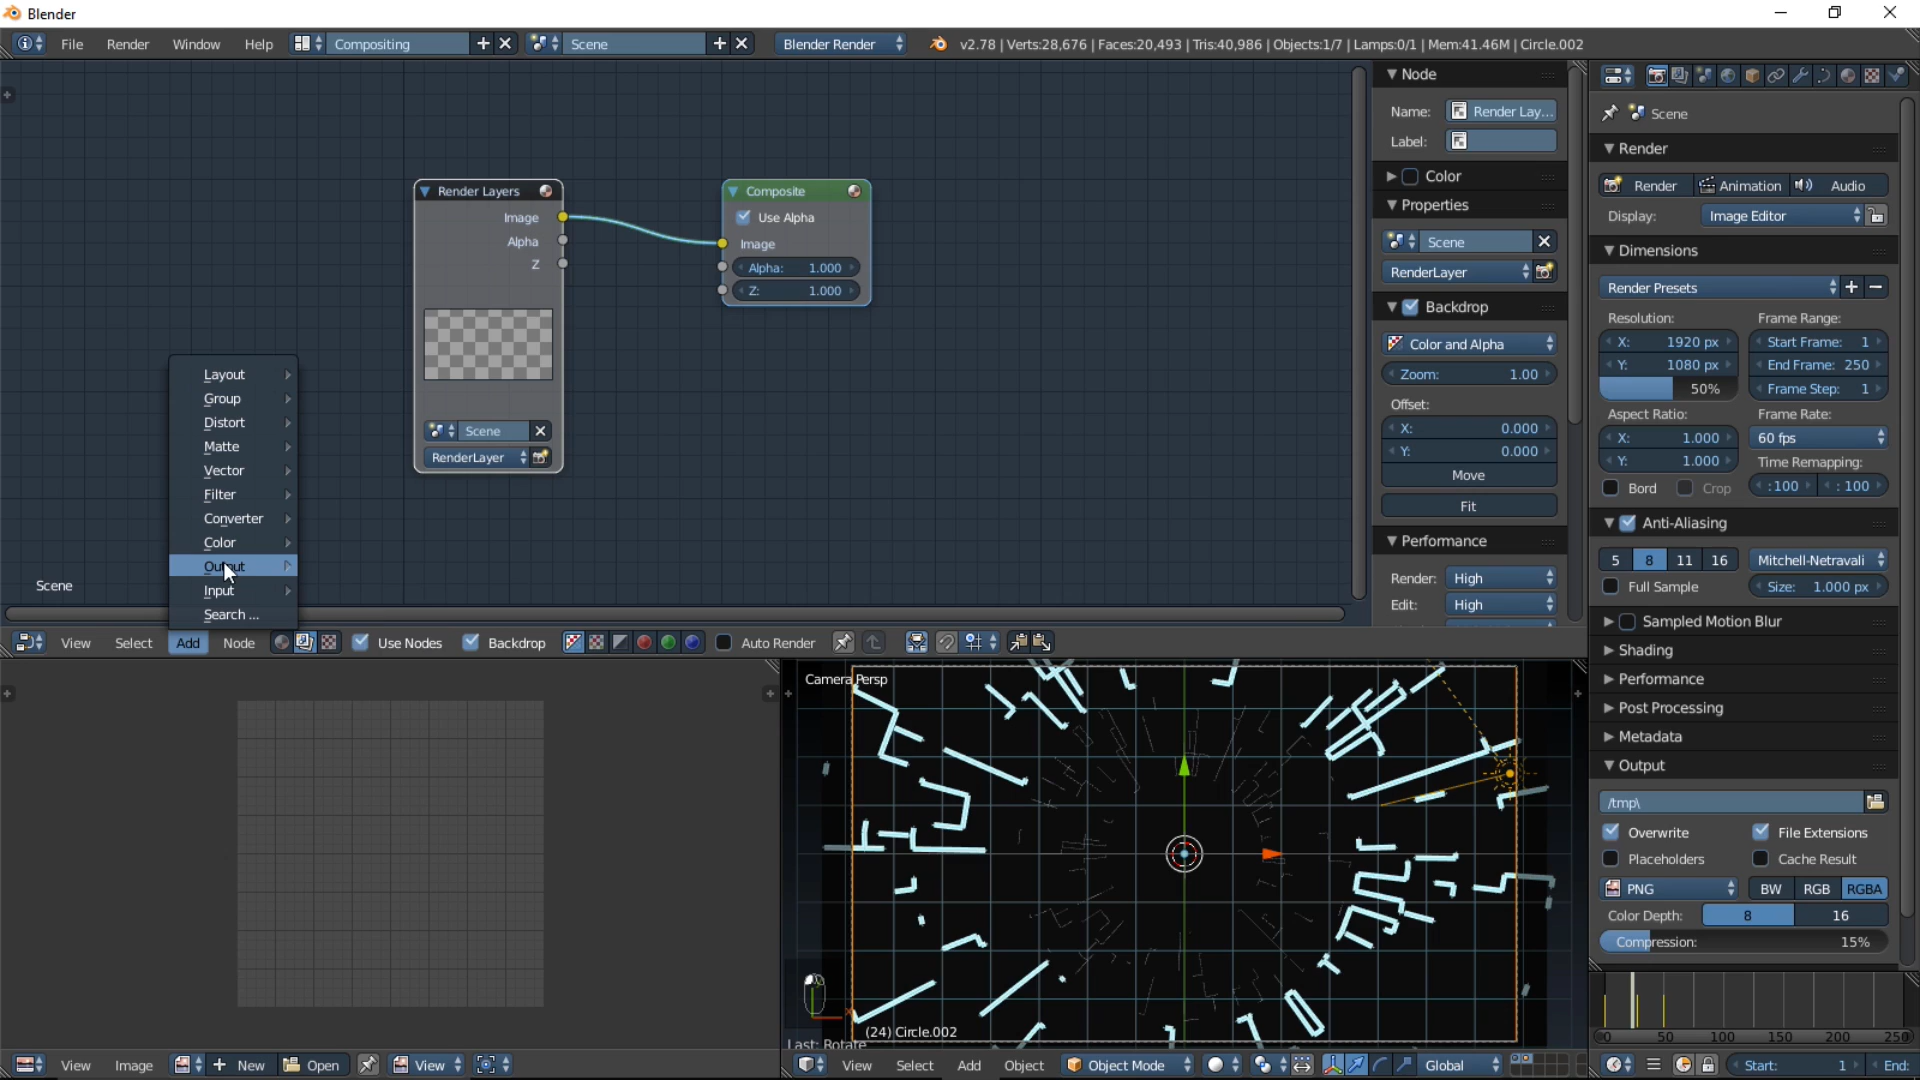 Blender
File Render Window Help Compositing Scene Blender Render v2.78 | Verts:28,676 | Faces:20,493 | Tris:40,986 | Objects:1/7 | Lamps:0/1 | Mem:41.46M | Circle.002
Render Layers
Image
Alpha
Z
Scene
RenderLayer
Composite
Use Alpha
Image
Alpha: 1.000
Z: 1.000
Layout
Group
Distort
Matte
Vector
Filter
Converter
Color
Output
Input
Search ...
Scene
View Select Add Node Use Nodes Backdrop Auto Render
Node
Name: Render Lay...
Label:
Color
Properties
Scene
RenderLayer
Backdrop
Color and Alpha
Zoom: 1.00
Offset:
X: 0.000
Y: 0.000
Move
Fit
Performance
Render: High
Edit: High
Scene
Render
Render Animation Audio
Display: Image Editor
Dimensions
Render Presets
Resolution: Frame Range:
X: 1920 px Start Frame: 1
Y: 1080 px End Frame: 250
50% Frame Step: 1
Aspect Ratio: Frame Rate:
X: 1.000 60 fps
Y: 1.000 Time Remapping:
Bord Crop :100 :100
Anti-Aliasing
5 8 11 16 Mitchell-Netravali
Full Sample Size: 1.000 px
Sampled Motion Blur
Shading
Performance
Post Processing
Metadata
Output
/tmp\
Overwrite File Extensions
Placeholders Cache Result
PNG BW RGB RGBA
Color Depth: 8 16
Compression: 15%
Camera Persp
(24) Circle.002
Last: Rotate
0 50 100 150 200 250
View Image New Open View
View Select Add Object Object Mode Global
Start: 1 End: